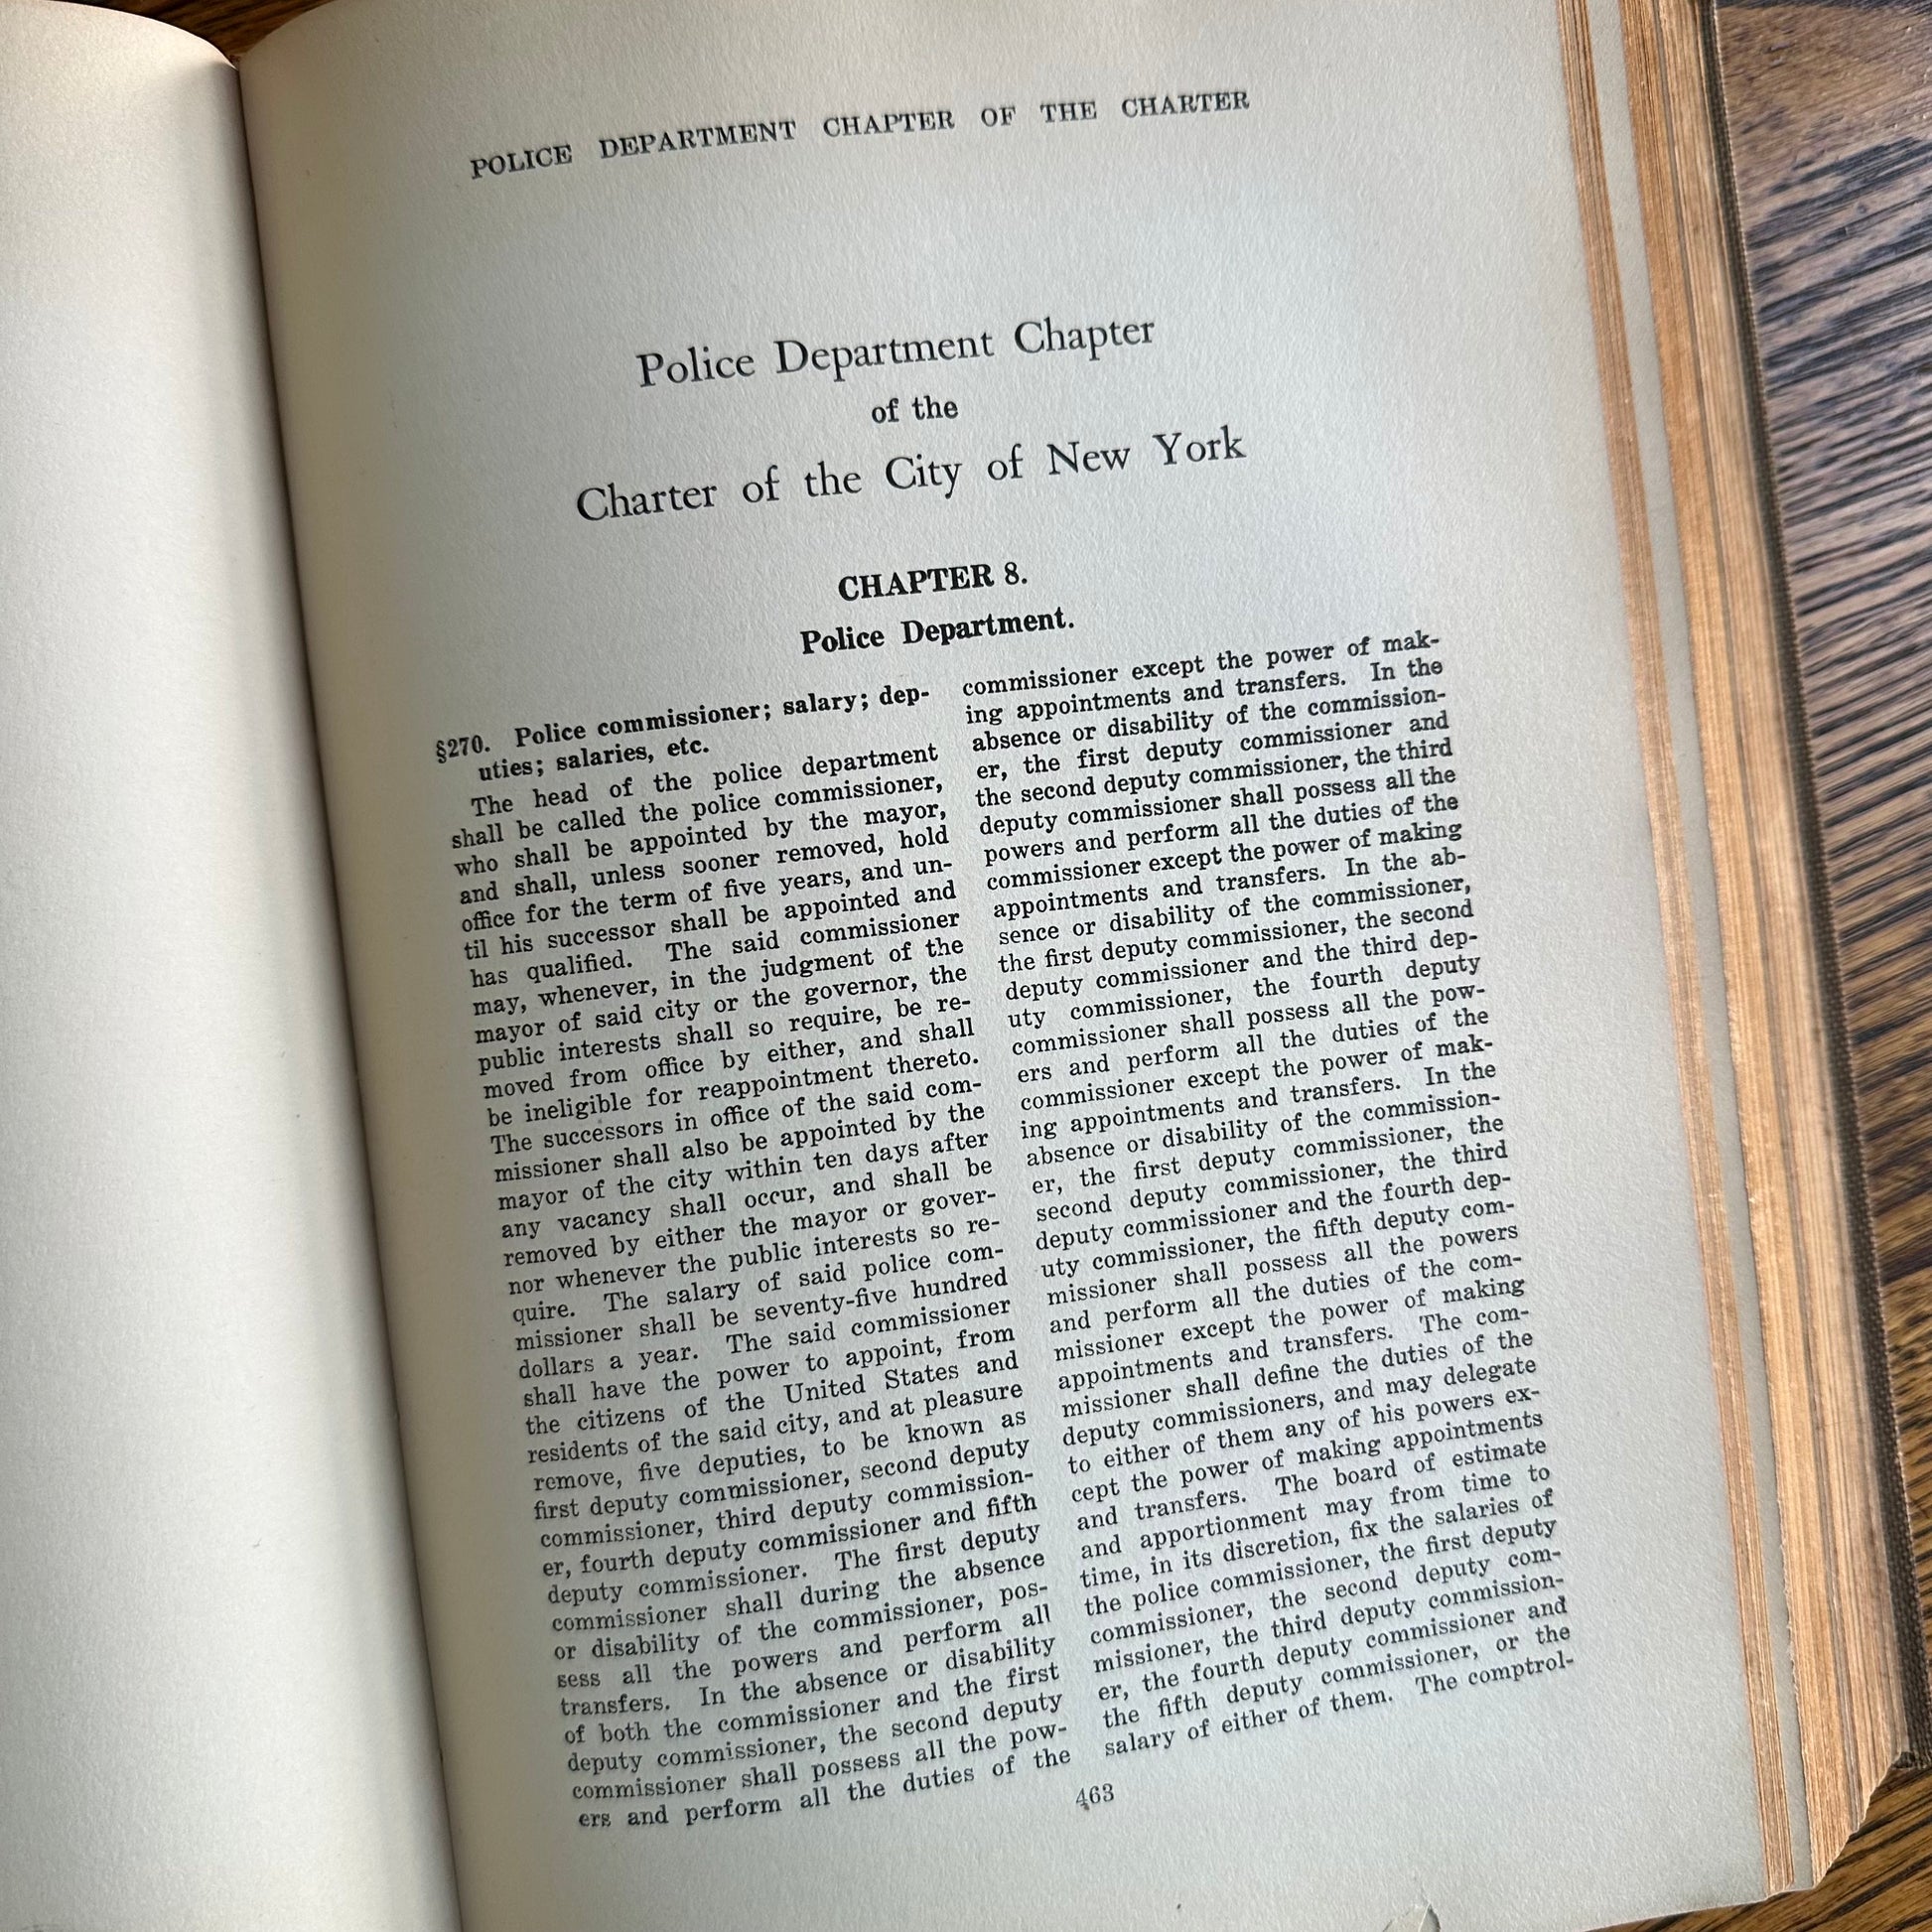 POLICE DEPARTMENT CHAPTER OF THE CHARTER
Police Department Chapter
of the
Charter of the City of New York
CHAPTER 8.
Police Department.
§270. Police commissioner; salary; dep-
uties; salaries, etc.
The head of the police department
shall be called the police commissioner,
who shall be appointed by the mayor,
and shall, unless sooner removed, hold
office for the term of five years, and un-
til his successor shall be appointed and
has qualified. The said commissioner
may, whenever, in the judgment of the
mayor of said city or the governor, the
public interests shall so require, be re-
moved from office by either, and shall
be ineligible for reappointment thereto.
The successors in office of the said com-
missioner shall also be appointed by the
mayor of the city within ten days after
any vacancy shall occur, and shall be
removed by either the mayor or gover-
nor whenever the public interests so re-
quire. The salary of said police com-
missioner shall be seventy-five hundred
dollars a year. The said commissioner
shall have the power to appoint, from
the citizens of the United States and
residents of the said city, and at pleasure
remove, five deputies, to be known as
first deputy commissioner, second deputy
commissioner, third deputy commission-
er, fourth deputy commissioner and fifth
deputy commissioner. The first deputy
commissioner shall during the absence
or disability of the commissioner, pos-
sess all the powers and perform all
transfers. In the absence or disability
of both the commissioner and the first
deputy commissioner, the second deputy
commissioner shall possess all the pow-
ers and perform all the duties of the
commissioner except the power of mak-
ing appointments and transfers. In the
absence or disability of the commission-
er, the first deputy commissioner and
the second deputy commissioner, the third
deputy commissioner shall possess all the
powers and perform all the duties of the
commissioner except the power of making
appointments and transfers. In the ab-
sence or disability of the commissioner,
the first deputy commissioner, the second
deputy commissioner and the third dep-
uty commissioner, the fourth deputy
commissioner shall possess all the pow-
ers and perform all the duties of the
commissioner except the power of mak-
ing appointments and transfers. In the
absence or disability of the commission-
er, the first deputy commissioner, the
second deputy commissioner, the third
deputy commissioner and the fourth dep-
uty commissioner, the fifth deputy com-
missioner shall possess all the powers
and perform all the duties of the com-
missioner except the power of making
appointments and transfers. The com-
missioner shall define the duties of the
deputy commissioners, and may delegate
to either of them any of his powers ex-
cept the power of making appointments
and transfers. The board of estimate
and apportionment may from time to
time, in its discretion, fix the salaries of
the police commissioner, the first deputy
commissioner, the second deputy com-
missioner, the third deputy commission-
er, the fourth deputy commissioner and
the fifth deputy commissioner, or the
salary of either of them. The comptrol-
463